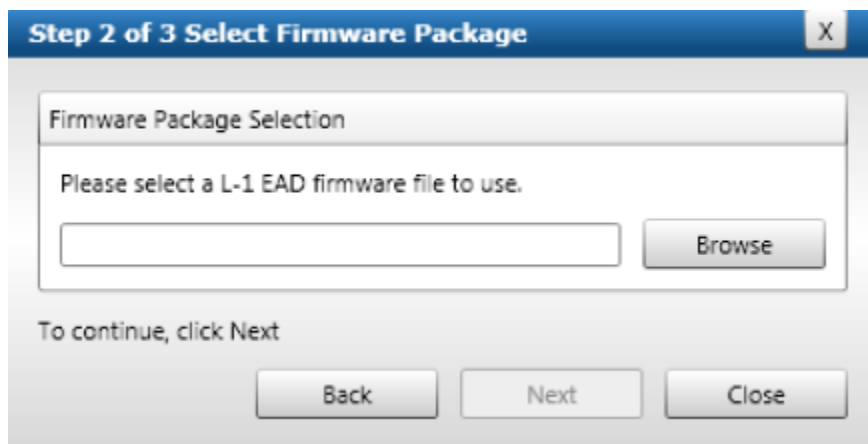 Step 2 of 3 Select Firmware Package
X
Firmware Package Selection
Please select a L-1 EAD firmware file to use.
Browse
To continue, click Next
Back
Next
Close